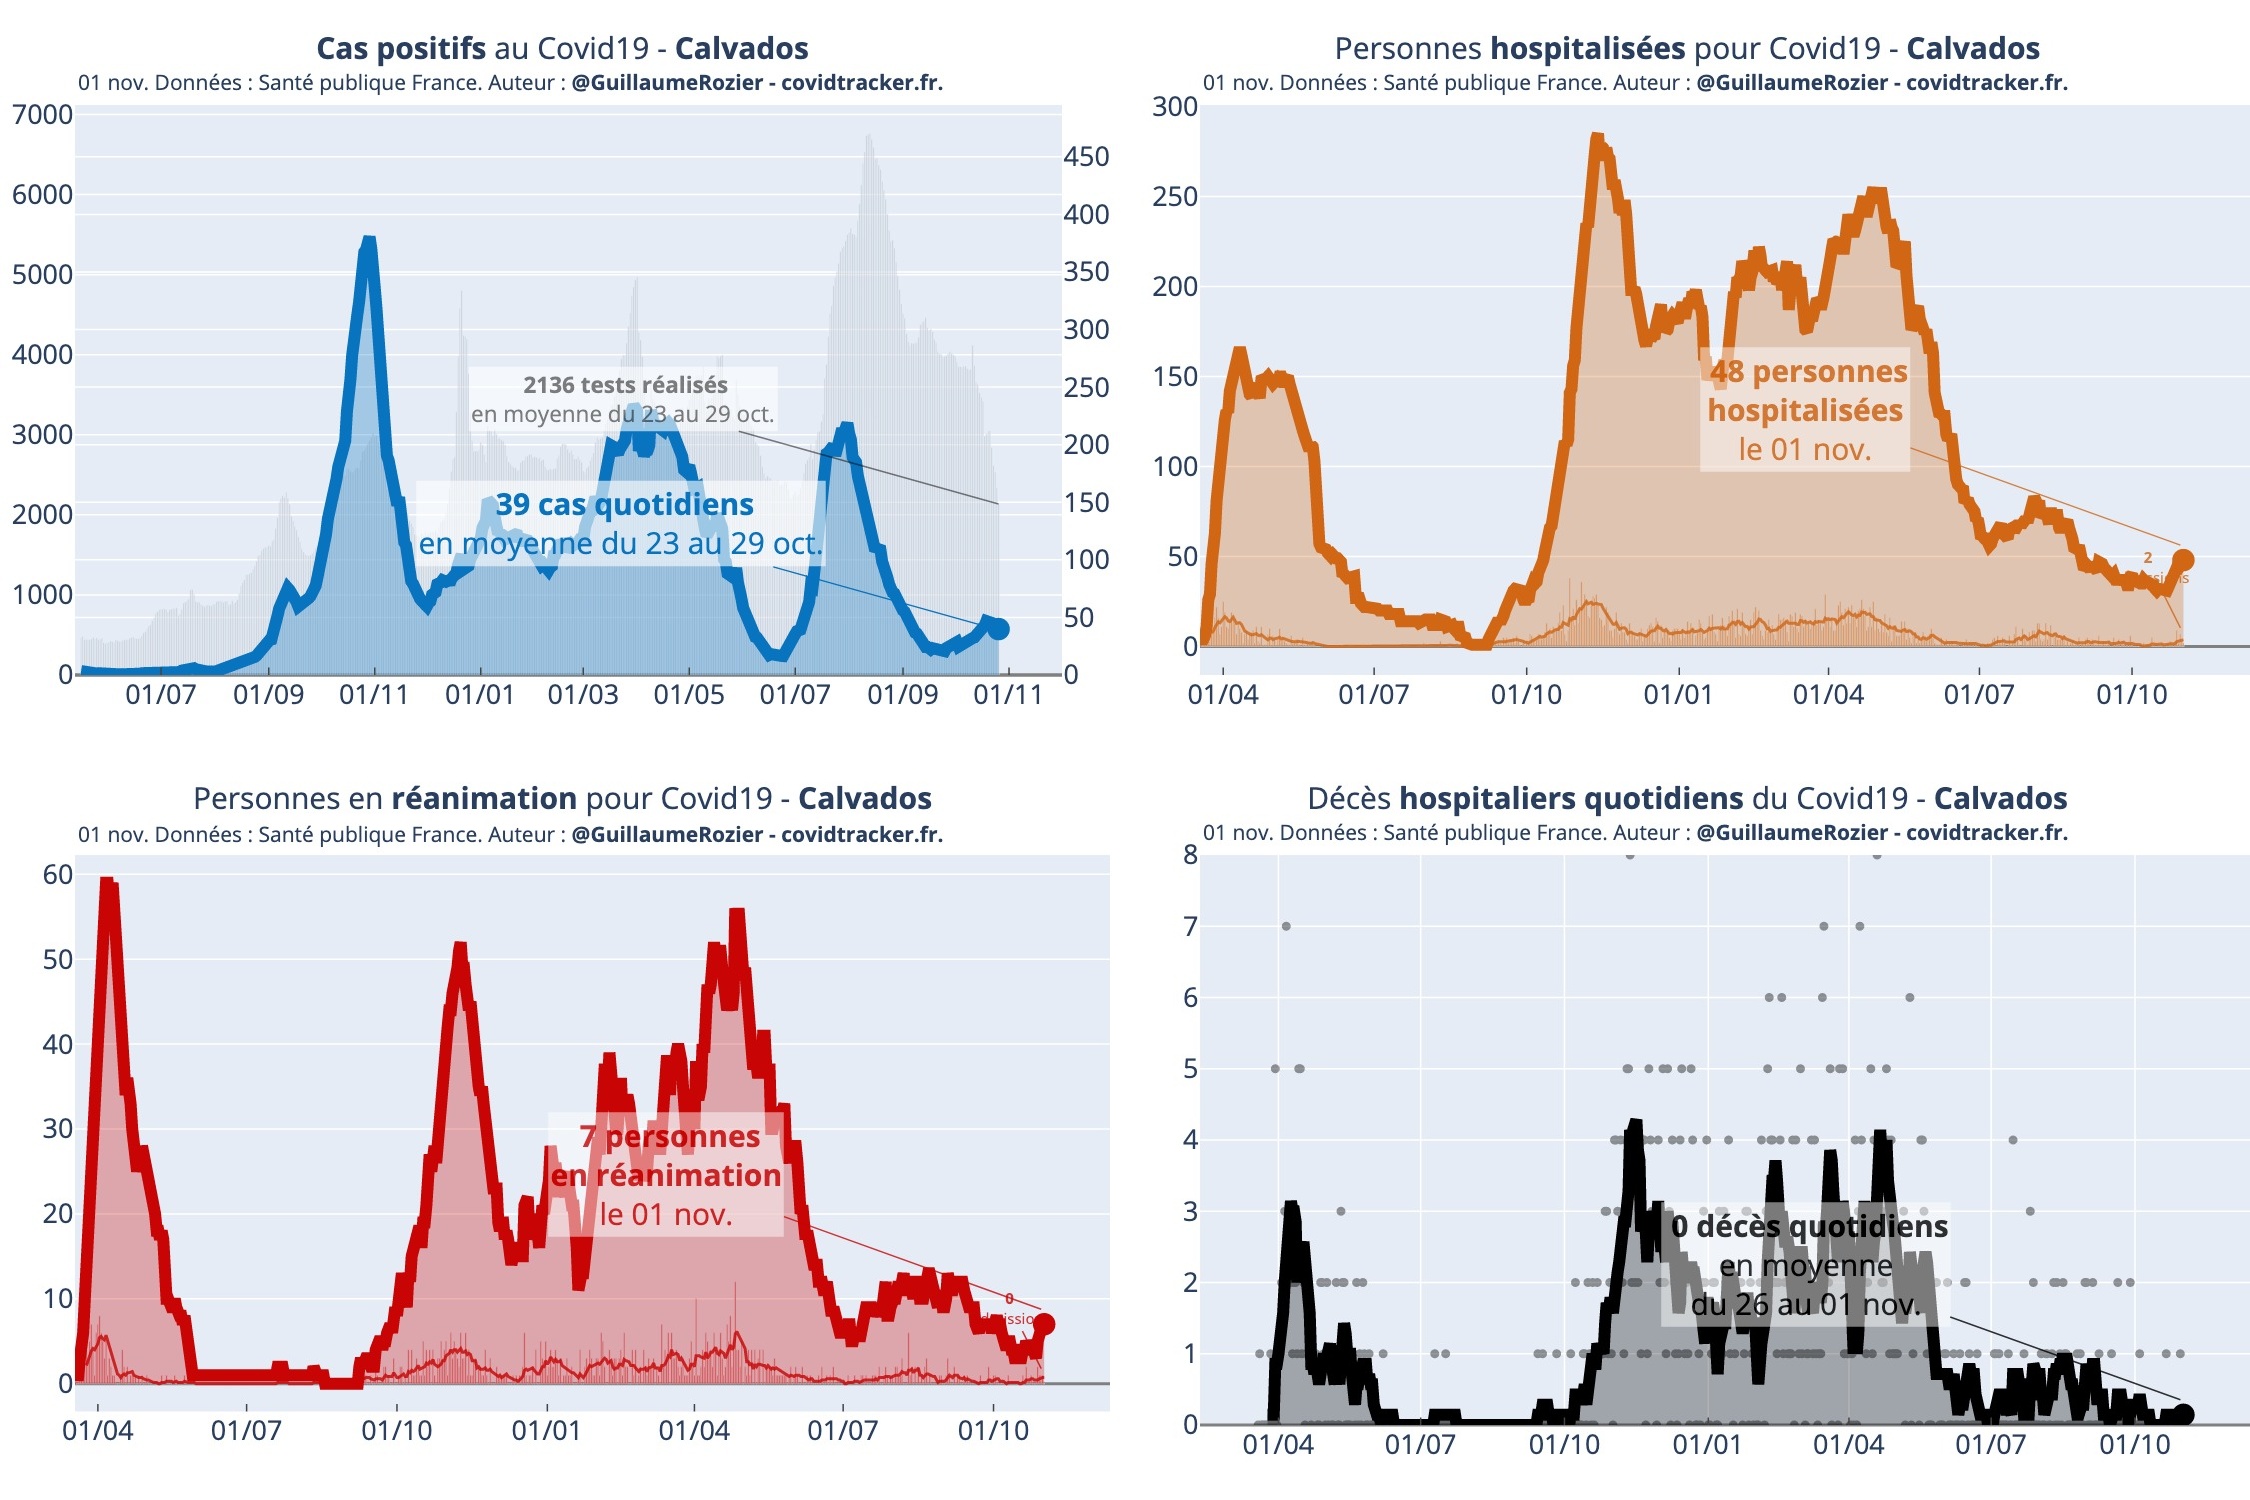 Cas positifs au Covid19 - Calvados
01 nov. Données : Santé publique France. Auteur : @GuillaumeRozier - covidtracker.fr.
7000
6000
5000
4000
3000
2000
1000
0
450
400
350
300
250
200
150
100
50
0
2136 tests réalisés
en moyenne du 23 au 29 oct.
39 cas quotidiens
en moyenne du 23 au 29 oct.
01/07 01/09 01/11 01/01 01/03 01/05 01/07 01/09 01/11
Personnes hospitalisées pour Covid19 - Calvados
01 nov. Données : Santé publique France. Auteur : @GuillaumeRozier - covidtracker.fr.
300
250
200
150
100
50
0
48 personnes
hospitalisées
le 01 nov.
2
01/04 01/07 01/10 01/01 01/04 01/07 01/10
Personnes en réanimation pour Covid19 - Calvados
01 nov. Données : Santé publique France. Auteur : @GuillaumeRozier - covidtracker.fr.
60
50
40
30
20
10
0
7 personnes
en réanimation
le 01 nov.
0
01/04 01/07 01/10 01/01 01/04 01/07 01/10
Décès hospitaliers quotidiens du Covid19 - Calvados
01 nov. Données : Santé publique France. Auteur : @GuillaumeRozier - covidtracker.fr.
8
7
6
5
4
3
2
1
0
0 décès quotidiens
en moyenne
du 26 au 01 nov.
01/04 01/07 01/10 01/01 01/04 01/07 01/10